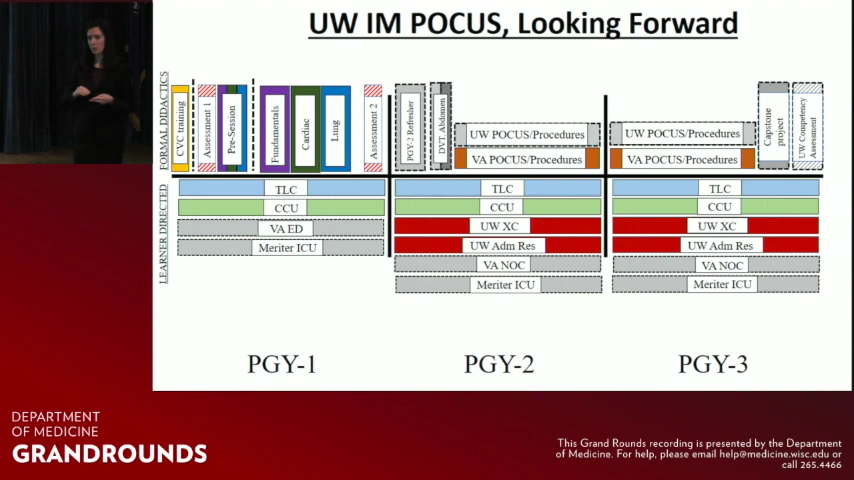 UW IM POCUS, Looking Forward
FORMAL DIDACTICS
CVC training
Assessment 1
Pre-Session
Fundamentals
Cardiac
Lung
Assessment 2
PGY-2 Refresher
DVT. Abdomen
UW POCUS/Procedures
VA POCUS/Procedures
UW POCUS/Procedures
VA POCUS/Procedures
Capstone
project
UW Competency
Assessment
LEARNER DIRECTED
TLC
CCU
VA ED
Meriter ICU
TLC
CCU
UW XC
UW Adm Res
VA NOC
Meriter ICU
TLC
CCU
UW XC
UW Adm Res
VA NOC
Meriter ICU
PGY-1
PGY-2
PGY-3
DEPARTMENT
OF MEDICINE
GRANDROUNDS
This Grand Rounds recording is presented by the Department
of Medicine. For help, please email help@medicine.wisc.edu or
call 265.4466